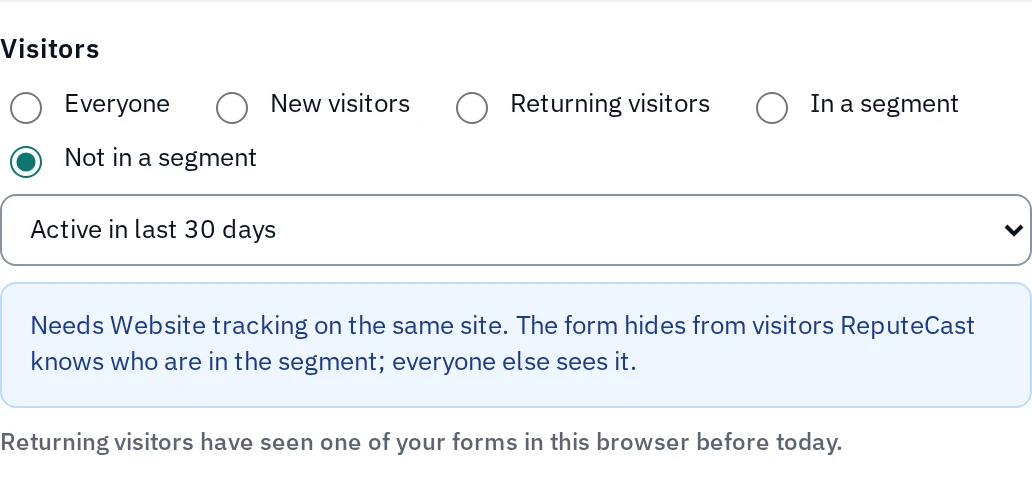 Visitors
Everyone New visitors Returning visitors In a segment
Not in a segment
Active in last 30 days
Needs Website tracking on the same site. The form hides from visitors ReputeCast
knows who are in the segment; everyone else sees it.
Returning visitors have seen one of your forms in this browser before today.